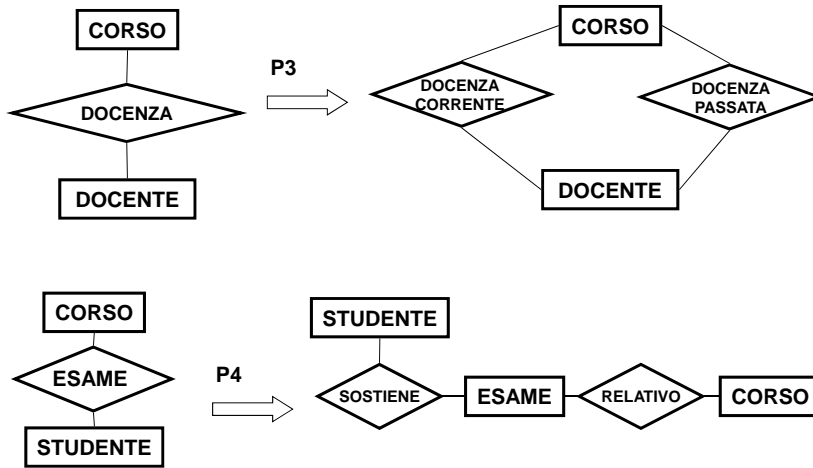 CORSO
DOCENZA
DOCENTE
P3
CORSO
DOCENZA
CORRENTE
DOCENZA
PASSATA
DOCENTE
CORSO
ESAME
STUDENTE
P4
STUDENTE
SOSTIENE
ESAME
RELATIVO
CORSO